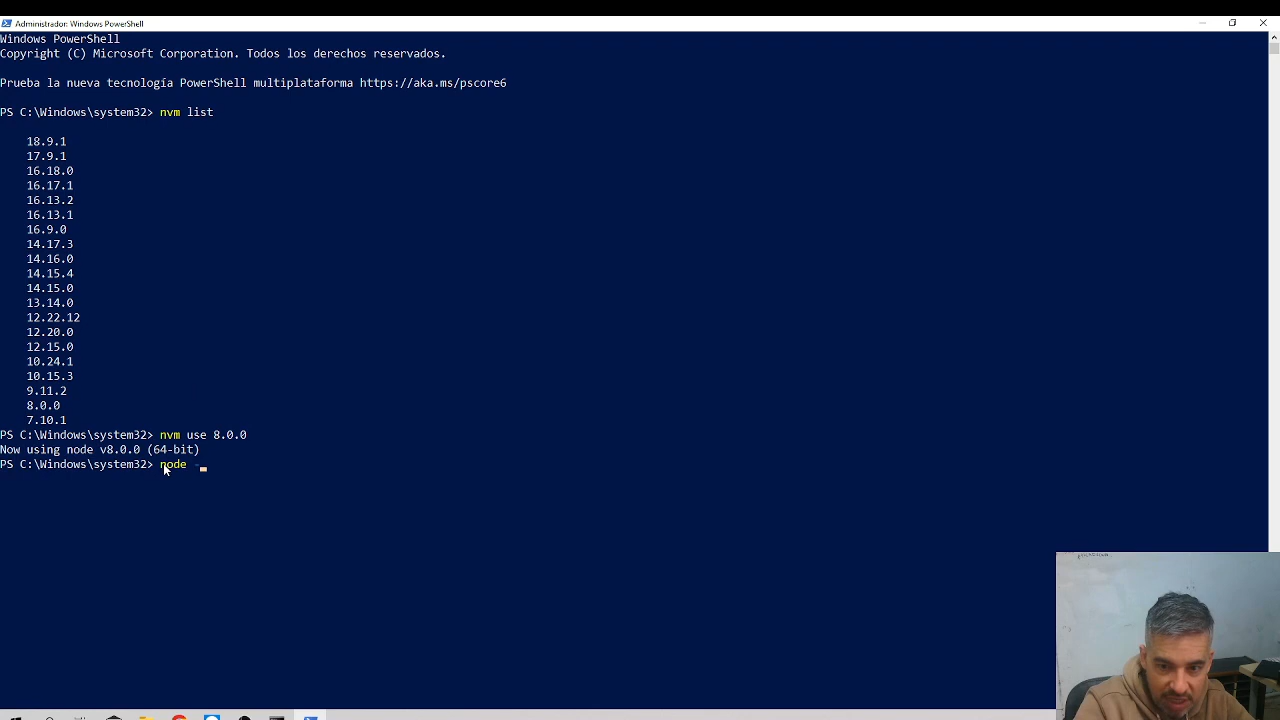 Administrador: Windows PowerShell
Windows PowerShell
Copyright (C) Microsoft Corporation. Todos los derechos reservados.
Prueba la nueva tecnología PowerShell multiplataforma https://aka.ms/pscore6
PS C:\Windows\system32> nvm list
18.9.1
17.9.1
16.18.0
16.17.1
16.13.2
16.13.1
16.9.0
14.17.3
14.16.0
14.15.4
14.15.0
13.14.0
12.22.12
12.20.0
12.15.0
10.24.1
10.15.3
9.11.2
8.0.0
7.10.1
PS C:\Windows\system32> nvm use 8.0.0
Now using node v8.0.0 (64-bit)
PS C:\Windows\system32> node -